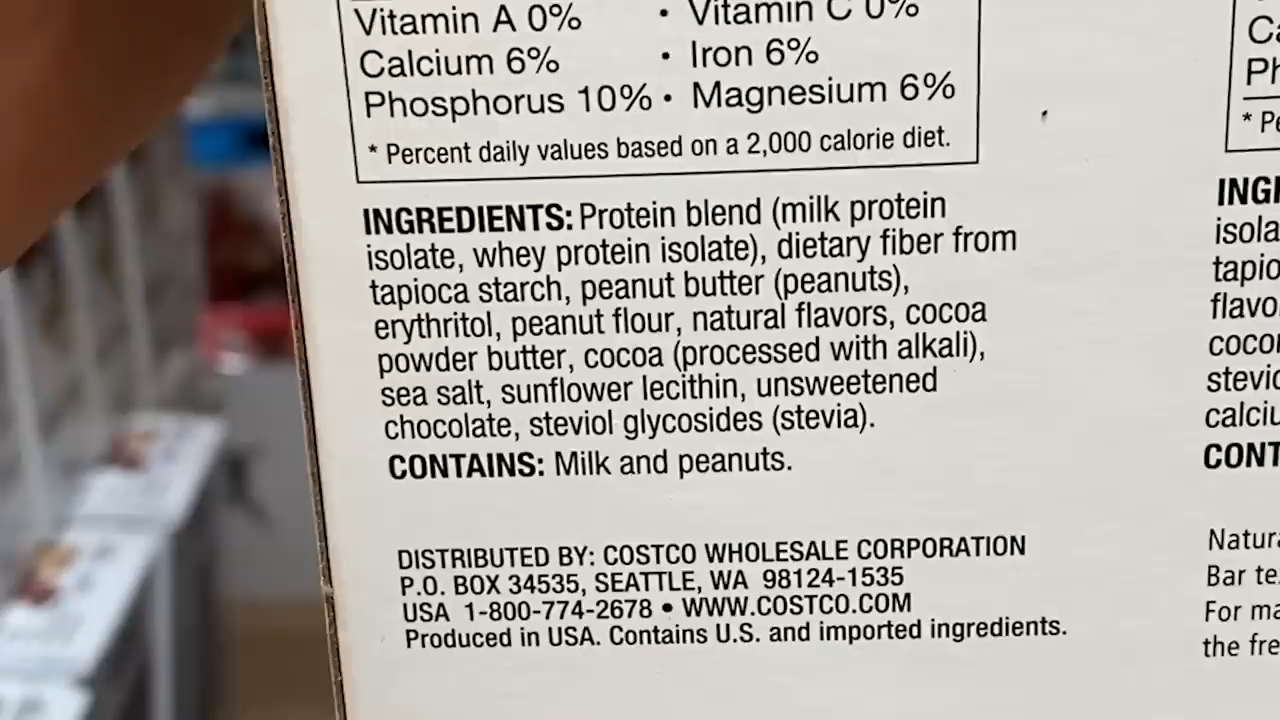 Vitamin A 0% • Vitamin C 0%
Calcium 6% • Iron 6%
Phosphorus 10% • Magnesium 6%
* Percent daily values based on a 2,000 calorie diet.
INGREDIENTS: Protein blend (milk protein
isolate, whey protein isolate), dietary fiber from
tapioca starch, peanut butter (peanuts),
erythritol, peanut flour, natural flavors, cocoa
powder butter, cocoa (processed with alkali),
sea salt, sunflower lecithin, unsweetened
chocolate, steviol glycosides (stevia).
CONTAINS: Milk and peanuts.
DISTRIBUTED BY: COSTCO WHOLESALE CORPORATION
P.O. BOX 34535, SEATTLE, WA 98124-1535
USA 1-800-774-2678 • WWW.COSTCO.COM
Produced in USA. Contains U.S. and imported ingredients.
Ca
Ph
* Pe
INGI
isola
tapio
flavo
coco
stevi
calciu
CONT
Natura
Bar te
For ma
the fre